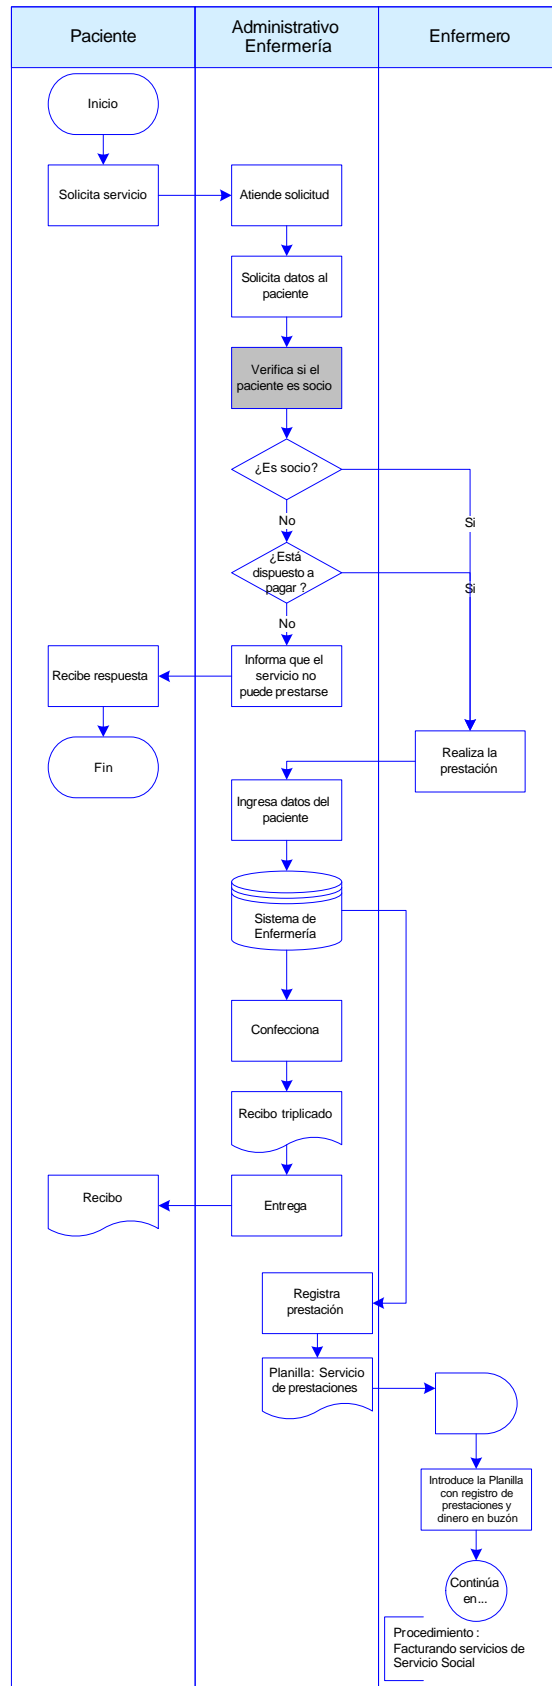 Paciente
Administrativo
Enfermería
Enfermero
Inicio
Solicita servicio
Atiende solicitud
Solicita datos al
paciente
Verifica si el
paciente es socio
¿Es socio?
No
Si
¿Está
dispuesto a
pagar ?
Si
No
Recibe respuesta
Informa que el
servicio no
puede prestarse
Fin
Realiza la
prestación
Ingresa datos del
paciente
Sistema de
Enfermería
Confecciona
Recibo triplicado
Recibo
Entrega
Registra
prestación
Planilla: Servicio
de prestaciones
Introduce la Planilla
con registro de
prestaciones y
dinero en buzón
Continúa
en...
Procedimiento :
Facturando servicios de
Servicio Social